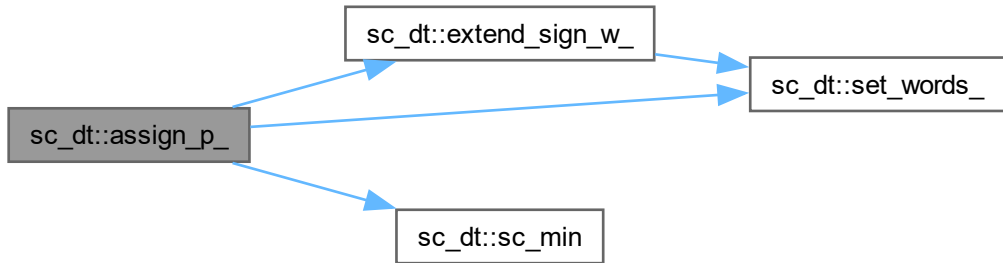 sc_dt::extend_sign_w_
sc_dt::set_words_
sc_dt::assign_p_
sc_dt::sc_min